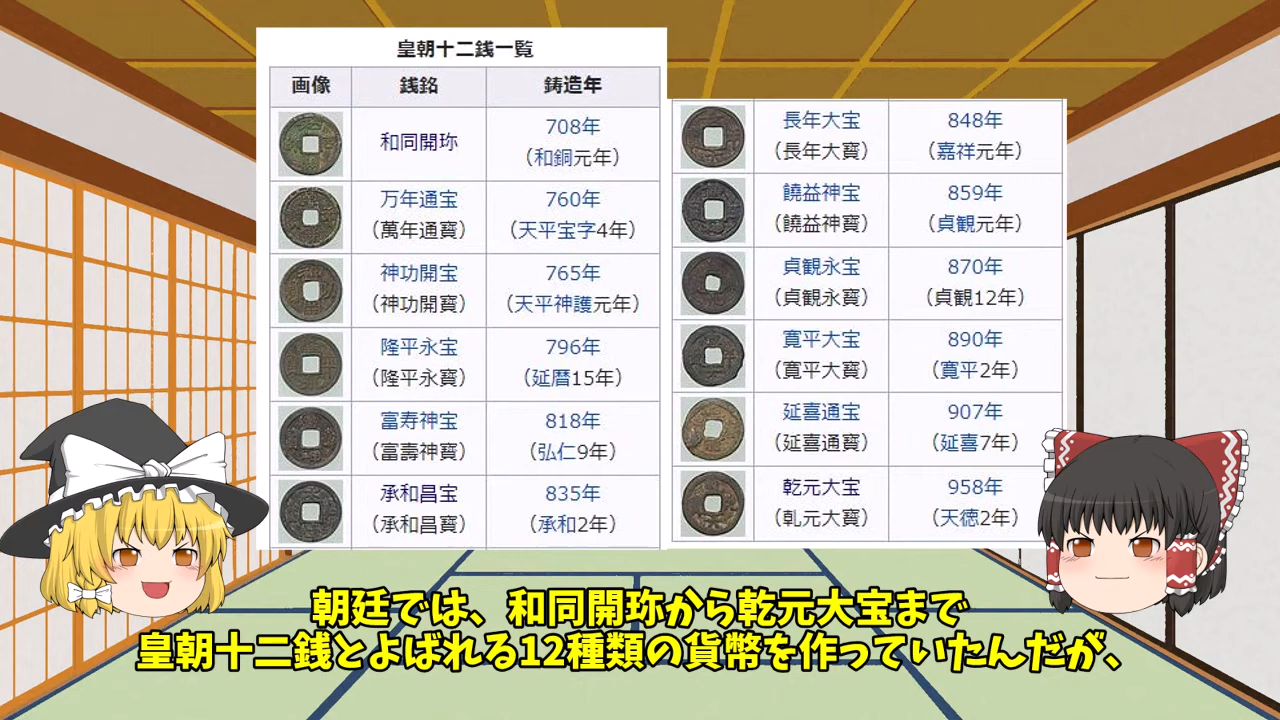 皇朝十二銭一覧
画像 銭銘 鋳造年
和同開珎 708年
（和銅元年）
万年通宝 760年
（萬年通寳） （天平宝字4年）
神功開宝 765年
（神功開寳） （天平神護元年）
隆平永宝 796年
（隆平永寳） （延暦15年）
富寿神宝 818年
（富壽神寳） （弘仁9年）
承和昌宝 835年
（承和昌寳） （承和2年）
長年大宝 848年
（長年大寳） （嘉祥元年）
饒益神宝 859年
（饒益神寳） （貞観元年）
貞観永宝 870年
（貞観永寳） （貞観12年）
寛平大宝 890年
（寛平大寳） （寛平2年）
延喜通宝 907年
（延喜通寳） （延喜7年）
乾元大宝 958年
（乹元大寳） （天徳2年）
朝廷では、和同開珎から乾元大宝まで
皇朝十二銭とよばれる12種類の貨幣を作っていたんだが、